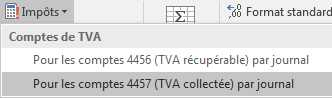 Impôts
,00 Format standard
Comptes de TVA
Pour les comptes 4456 (TVA récupérable) par journal
Pour les comptes 4457 (TVA collectée) par journal